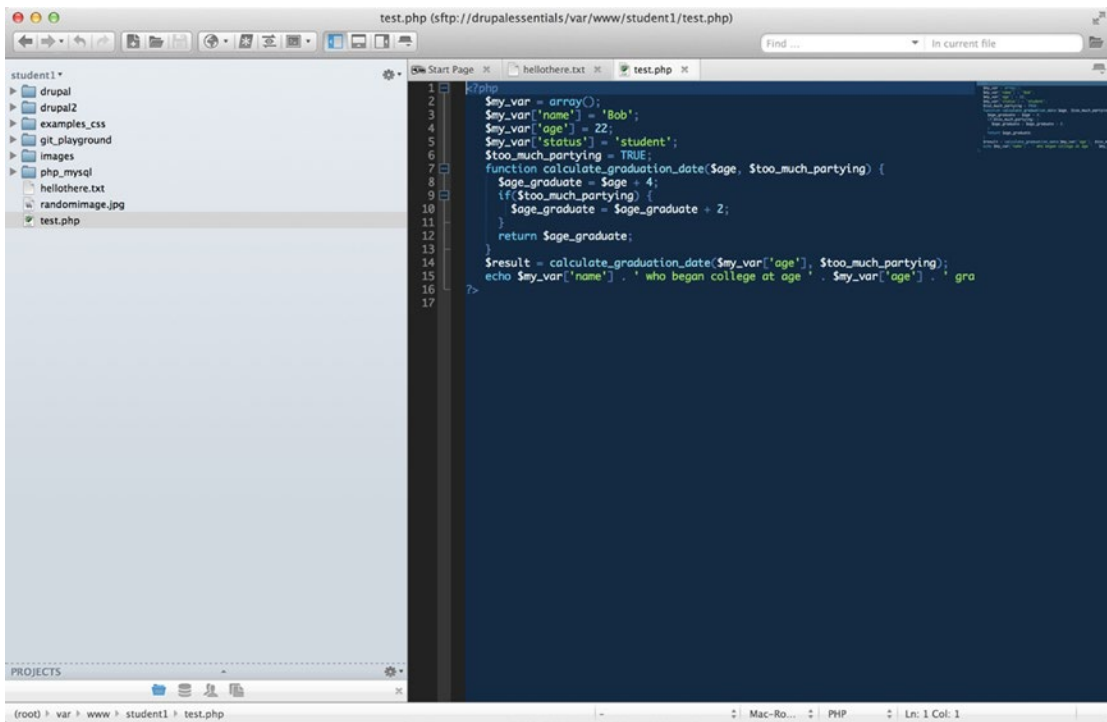 test.php (sftp://drupalessentials/var/www/student1/test.php)
Find ...
In current file
student1
drupal
drupal2
examples_css
git_playground
images
php_mysql
hellothere.txt
randomimage.jpg
test.php
Start Page
hellothere.txt
test.php
1 <?php
2 $my_var = array();
3 $my_var['name'] = 'Bob';
4 $my_var['age'] = 22;
5 $my_var['status'] = 'student';
6 $too_much_partying = TRUE;
7 function calculate_graduation_date($age, $too_much_partying) {
8 $age_graduate = $age + 4;
9 if($too_much_partying) {
10 $age_graduate = $age_graduate + 2;
11 }
12 return $age_graduate;
13 }
14 $result = calculate_graduation_date($my_var['age'], $too_much_partying);
15 echo $my_var['name'] . ' who began college at age ' . $my_var['age'] . ' gra
16 ?>
17
PROJECTS
(root) var www student1 test.php
-
Mac-Ro...
PHP
Ln: 1 Col: 1